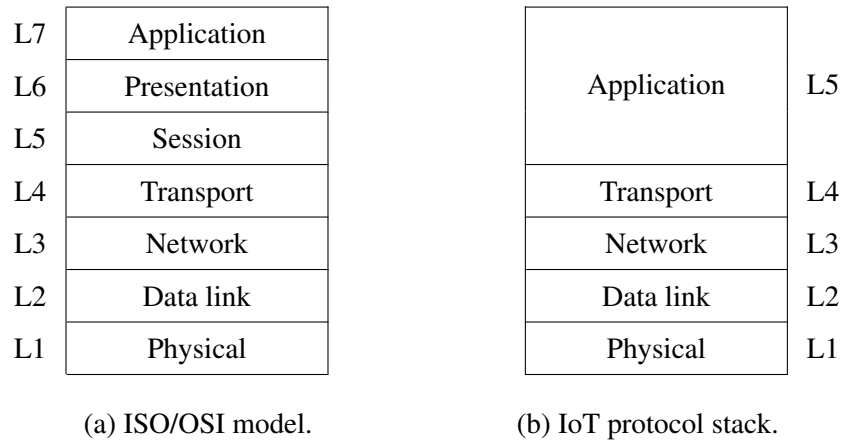 L7 Application
L6 Presentation
L5 Session
L4 Transport
L3 Network
L2 Data link
L1 Physical
(a) ISO/OSI model.
Application L5
Transport L4
Network L3
Data link L2
Physical L1
(b) IoT protocol stack.